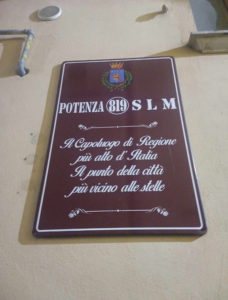 POTENZA 819 S L M
Il Capoluogo di Regione
più alto d'Italia
Il punto della città
più vicino alle stelle